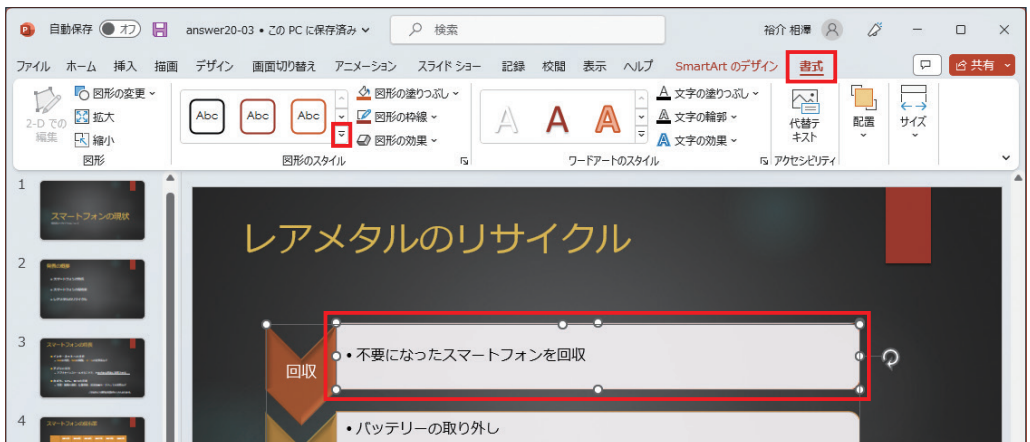 自動保存 オフ answer20-03 • この PC に保存済み 検索 裕介 相澤
ファイル ホーム 挿入 描画 デザイン 画面切り替え アニメーション スライド ショー 記録 校閲 表示 ヘルプ SmartArt のデザイン 書式 共有
2-D での
編集
図形の変更
拡大
縮小
図形
Abc Abc Abc
図形の塗りつぶし
図形の枠線
図形の効果
図形のスタイル
A A A
文字の塗りつぶし
文字の輪郭
文字の効果
ワードアートのスタイル
代替テ
キスト
アクセシビリティ
配置
サイズ
1
スマートフォンの現状
2
3
4
レアメタルのリサイクル
回収
• 不要になったスマートフォンを回収
• バッテリーの取り外し